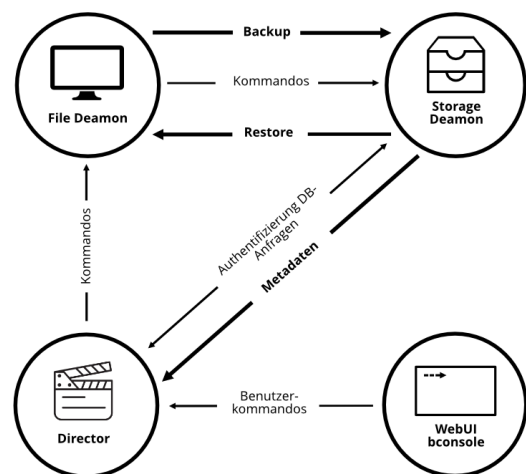 Backup
Kommandos
File Deamon
Storage
Deamon
Restore
Kommandos
Authentifizierung DB-
Anfragen
Metadaten
Benutzer-
kommandos
Director
WebUI
bconsole